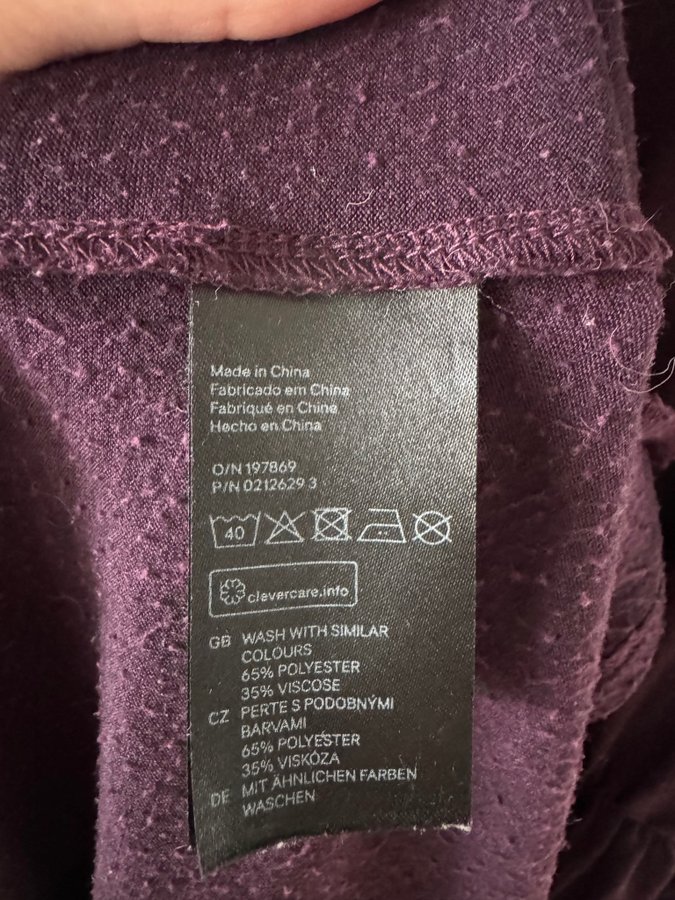 Made in China
Fabricado em China
Fabriqué en Chine
Hecho en China
O/N 197869
P/N 0212629 3
40
clevercare.info
GB WASH WITH SIMILAR
COLOURS
65% POLYESTER
35% VISCOSE
CZ PERTE S PODOBNÝMI
BARVAMI
65% POLYESTER
35% VISKÓZA
DE MIT ÄHNLICHEN FARBEN
WASCHEN